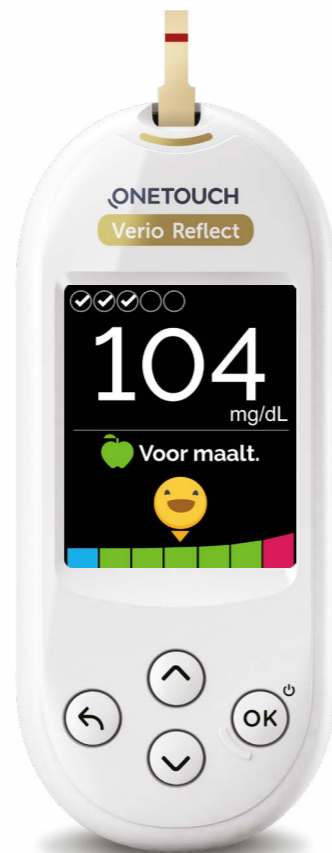 ONETOUCH
Verio Reflect
104
mg/dL
Voor maalt.
OK